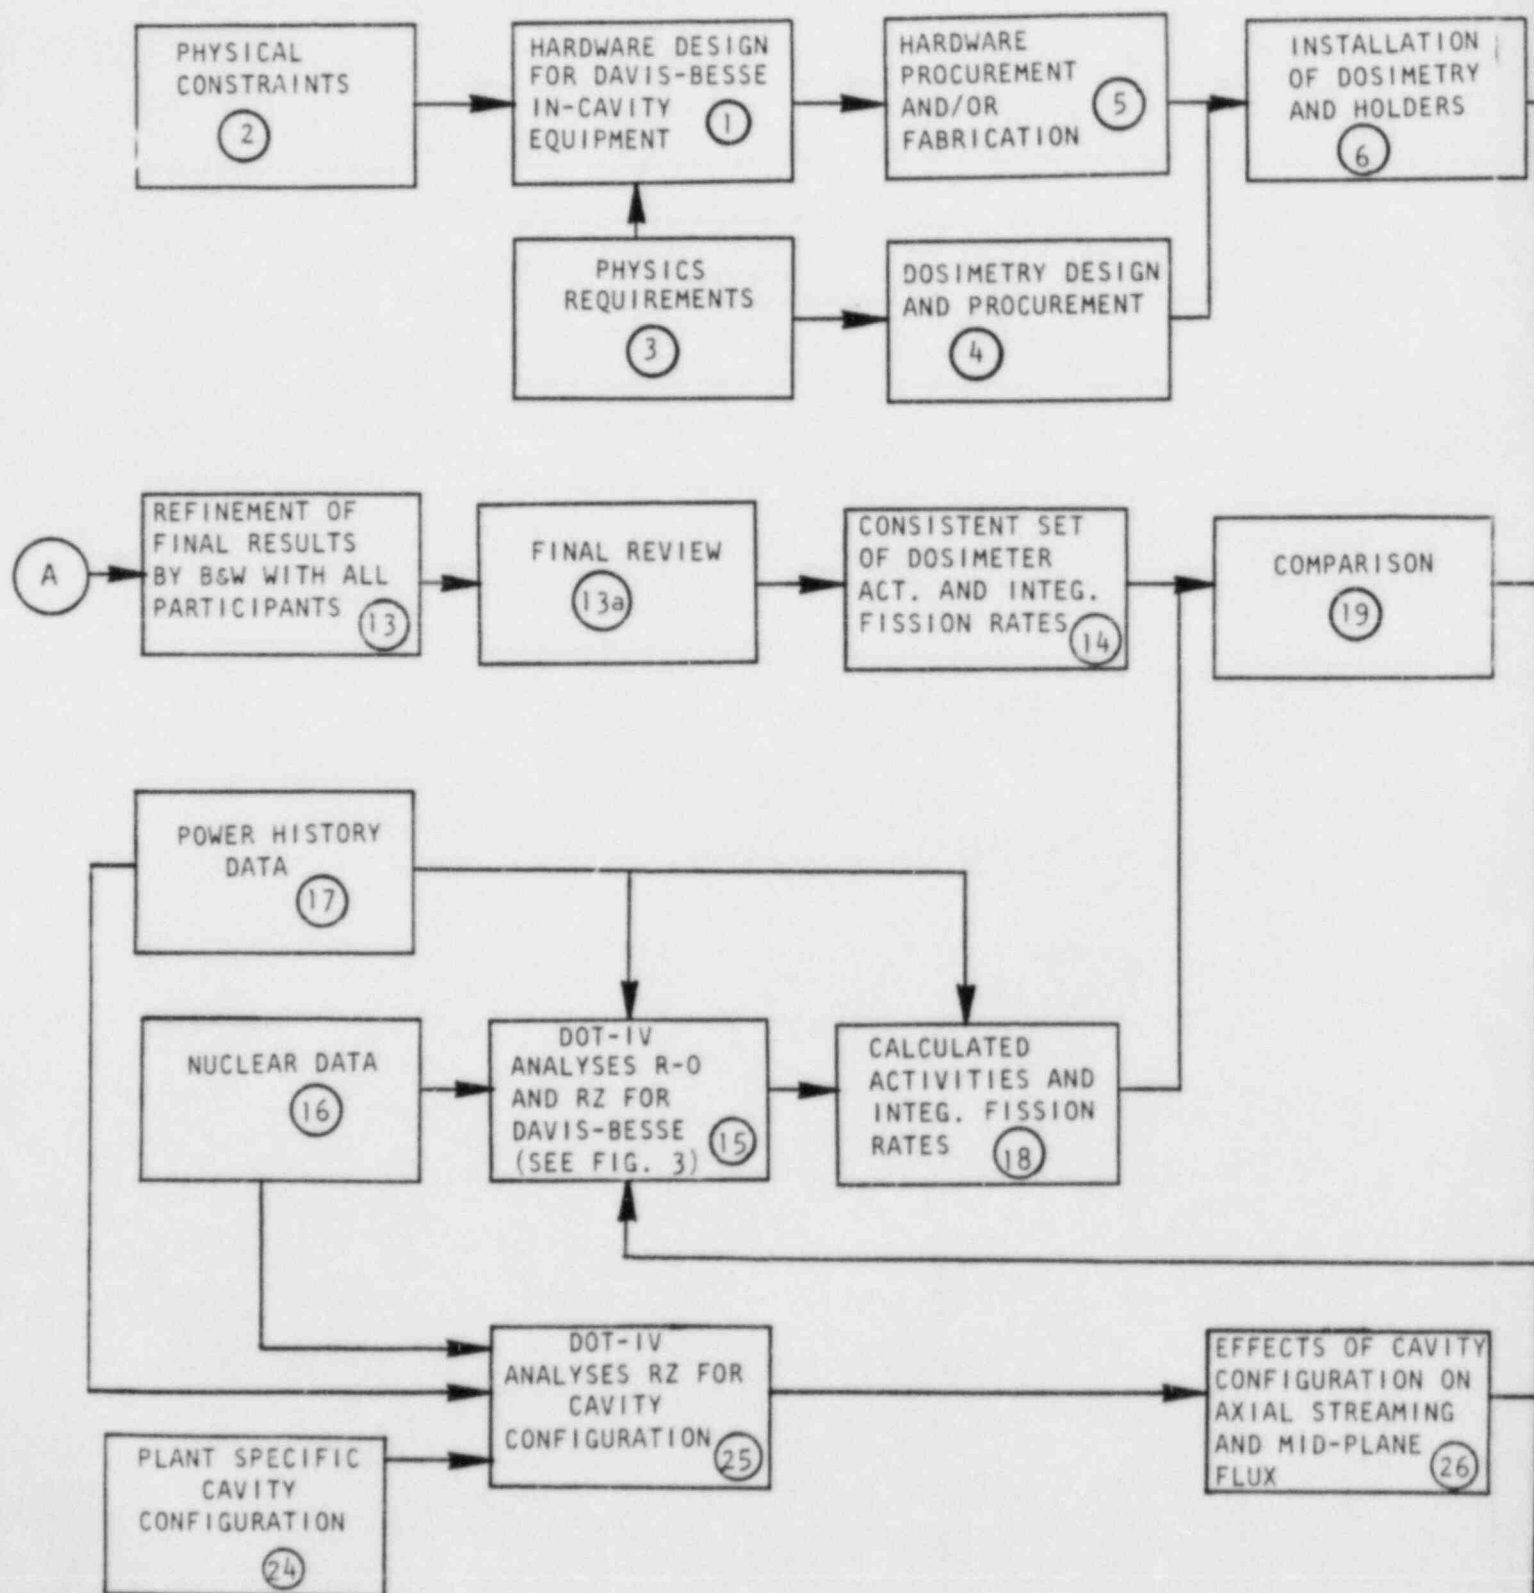 PHYSICAL
CONSTRAINTS
2
HARDWARE DESIGN
FOR DAVIS-BESSE
IN-CAVITY
EQUIPMENT 1
HARDWARE
PROCUREMENT
AND/OR
FABRICATION
5
INSTALLATION
OF DOSIMETRY
AND HOLDERS
6
PHYSICS
REQUIREMENTS
3
DOSIMETRY DESIGN
AND PROCUREMENT
4
A
REFINEMENT OF
FINAL RESULTS
BY B&W WITH ALL
PARTICIPANTS 13
FINAL REVIEW
13a
CONSISTENT SET
OF DOSIMETER
ACT. AND INTEG.
FISSION RATES 14
COMPARISON
19
POWER HISTORY
DATA
17
NUCLEAR DATA
16
DOT-IV
ANALYSES R-O
AND RZ FOR
DAVIS-BESSE 15
(SEE FIG. 3)
CALCULATED
ACTIVITIES AND
INTEG. FISSION
RATES 18
DOT-IV
ANALYSES RZ FOR
CAVITY
CONFIGURATION 25
EFFECTS OF CAVITY
CONFIGURATION ON
AXIAL STREAMING
AND MID-PLANE
FLUX 26
PLANT SPECIFIC
CAVITY
CONFIGURATION
24